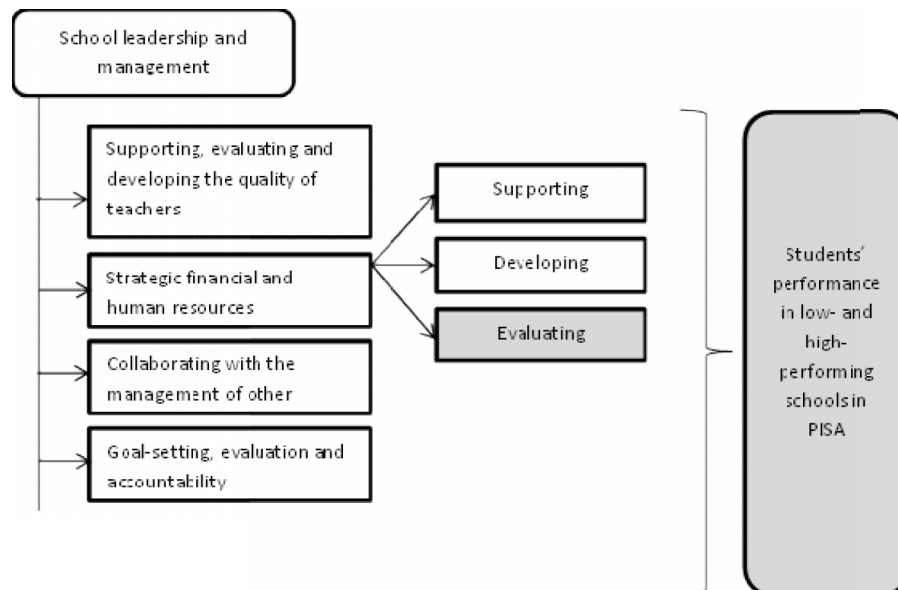 School leadership and
management
Supporting, evaluating and
developing the quality of
teachers
Strategic financial and
human resources
Collaborating with the
management of other
Goal-setting, evaluation and
accountability
Supporting
Developing
Evaluating
Students'
performance
in low- and
high-
performing
schools in
PISA